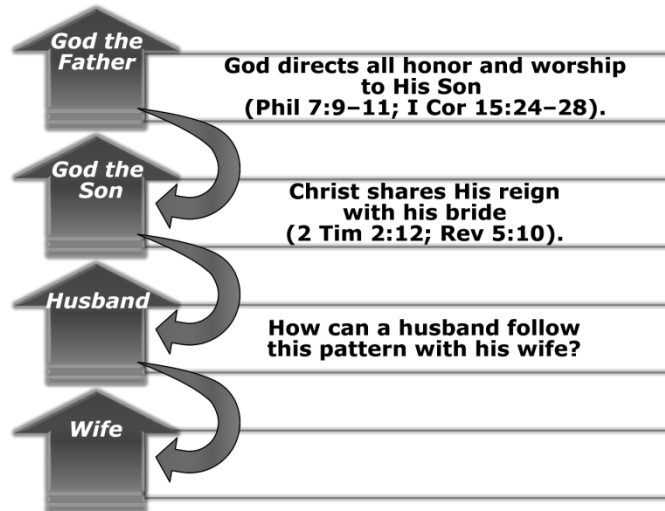 God the
Father
God directs all honor and worship
to His Son
(Phil 7:9–11; I Cor 15:24–28).
God the
Son
Christ shares His reign
with his bride
(2 Tim 2:12; Rev 5:10).
Husband
How can a husband follow
this pattern with his wife?
Wife